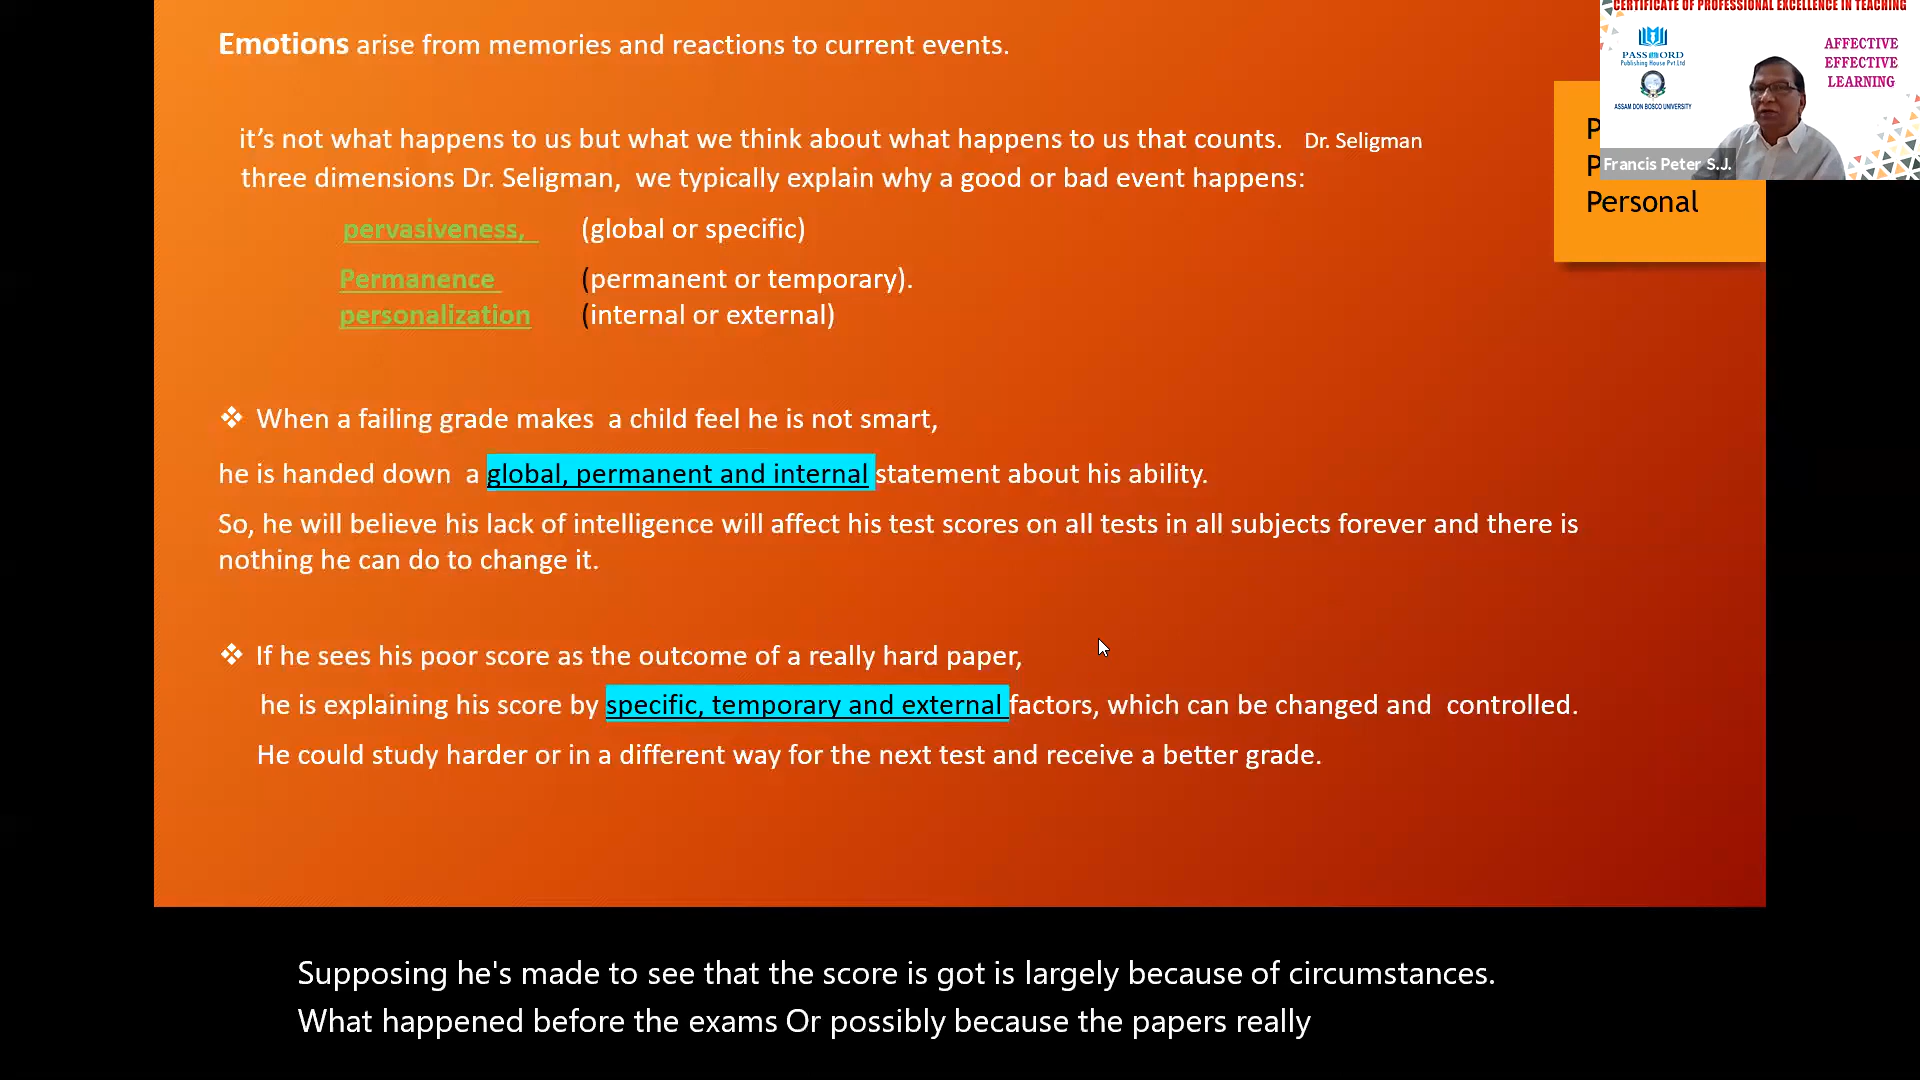 CERTIFICATE OF PROFESSIONAL EXCELLENCE IN TEACHING
PASSWORD
Publishing House Pvt Ltd
ASSAM DON BOSCO UNIVERSITY
AFFECTIVE
EFFECTIVE
LEARNING
Francis Peter S.J.
P
P
Personal
Emotions arise from memories and reactions to current events.
it’s not what happens to us but what we think about what happens to us that counts. Dr. Seligman
three dimensions Dr. Seligman, we typically explain why a good or bad event happens:
pervasiveness, (global or specific)
Permanence (permanent or temporary).
personalization (internal or external)
❖ When a failing grade makes a child feel he is not smart,
he is handed down a global, permanent and internal statement about his ability.
So, he will believe his lack of intelligence will affect his test scores on all tests in all subjects forever and there is
nothing he can do to change it.
❖ If he sees his poor score as the outcome of a really hard paper,
he is explaining his score by specific, temporary and external factors, which can be changed and controlled.
He could study harder or in a different way for the next test and receive a better grade.
Supposing he's made to see that the score is got is largely because of circumstances.
What happened before the exams Or possibly because the papers really